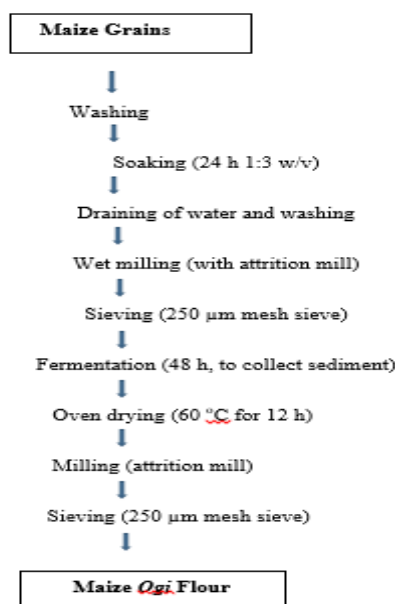 Maize Grains
Washing
Soaking (24 h 1:3 w/v)
Draining of water and washing
Wet milling (with attrition mill)
Sieving (250 µm mesh sieve)
Fermentation (48 h, to collect sediment)
Oven drying (60 °C for 12 h)
Milling (attrition mill)
Sieving (250 µm mesh sieve)
Maize Ogi Flour